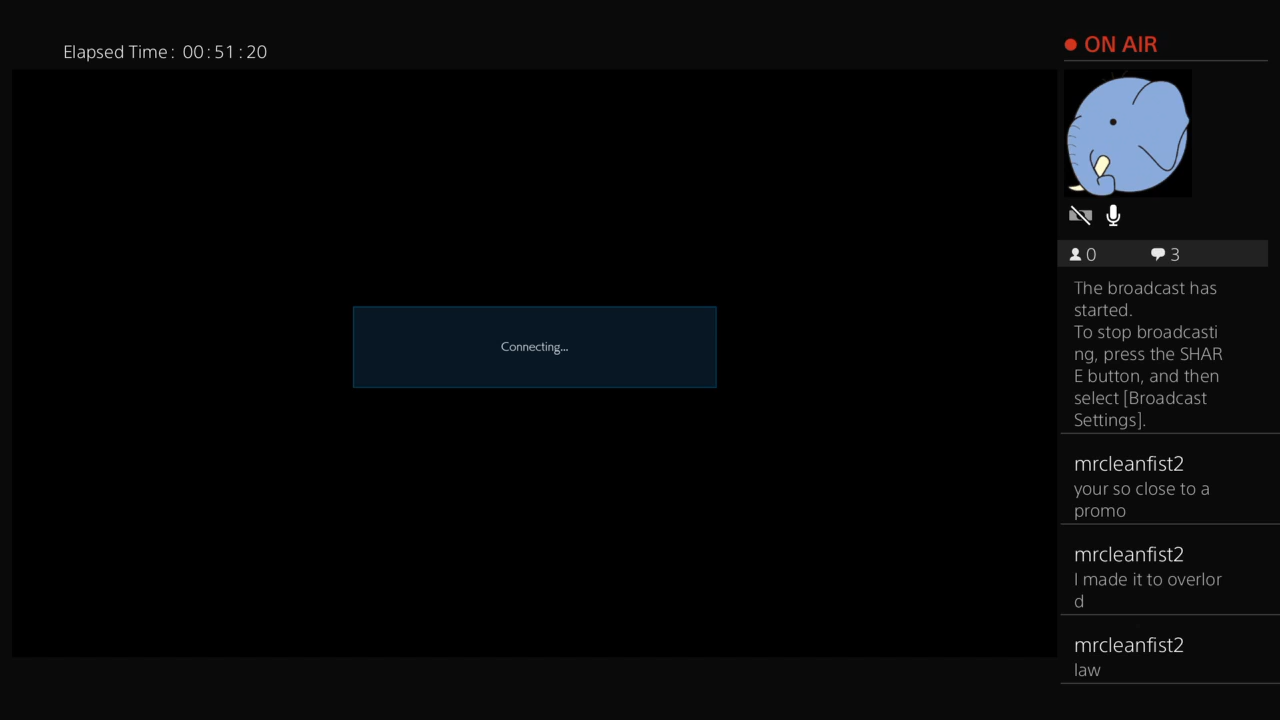 Elapsed Time: 00:51:20
ON AIR
0 3
The broadcast has
started.
To stop broadcasti
ng, press the SHAR
E button, and then
select [Broadcast
Settings].
Connecting...
mrcleanfist2
your so close to a
promo
mrcleanfist2
I made it to overlor
d
mrcleanfist2
law